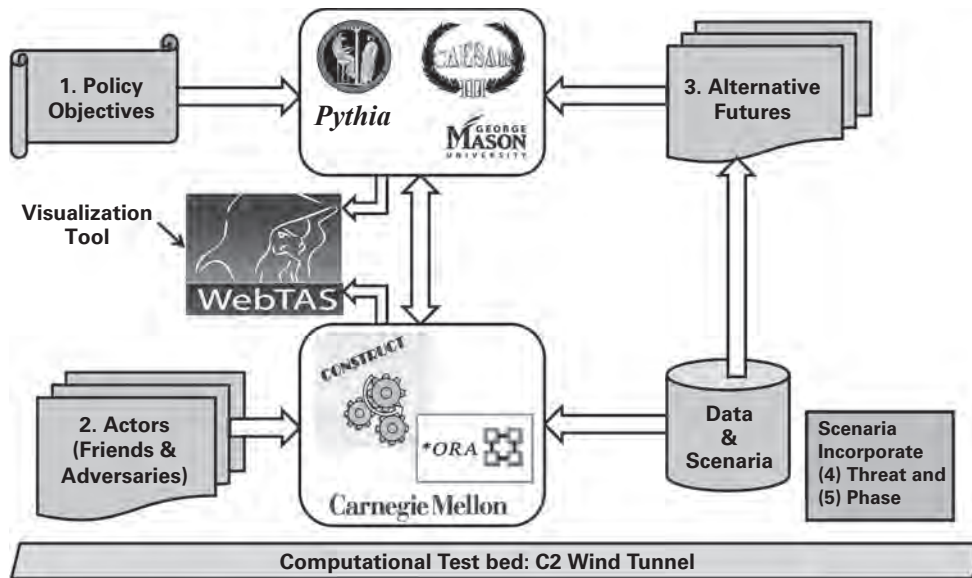 1. Policy
Objectives
Pythia
CAESAR
III
GEORGE
MASON
UNIVERSITY
3. Alternative
Futures
Visualization
Tool
WebTAS
CONSTRUCT
*ORA
Carnegie Mellon
2. Actors
(Friends &
Adversaries)
Data
&
Scenaria
Scenaria
Incorporate
(4) Threat and
(5) Phase
Computational Test bed: C2 Wind Tunnel